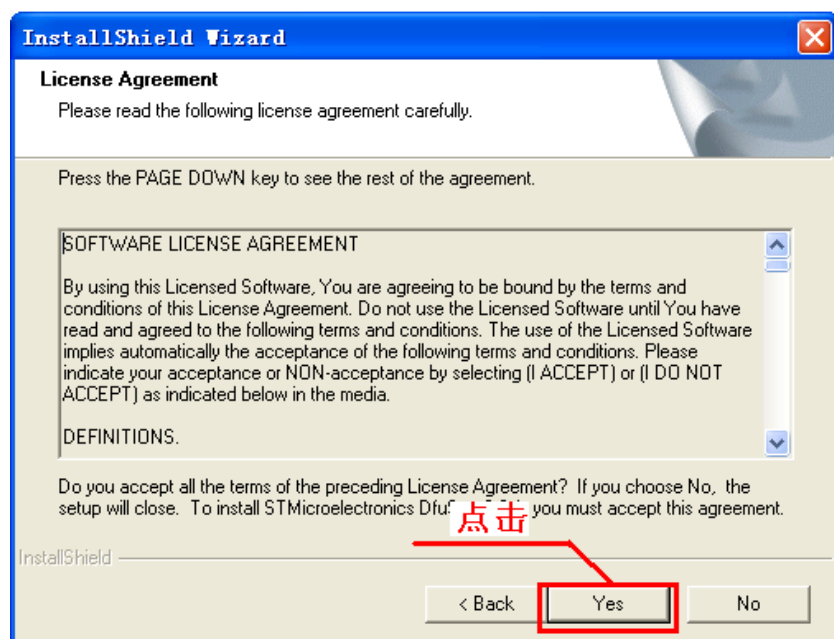 InstallShield Wizard
License Agreement
Please read the following license agreement carefully.
Press the PAGE DOWN key to see the rest of the agreement.
SOFTWARE LICENSE AGREEMENT
By using this Licensed Software, You are agreeing to be bound by the terms and
conditions of this License Agreement. Do not use the Licensed Software until You have
read and agreed to the following terms and conditions. The use of the Licensed Software
implies automatically the acceptance of the following terms and conditions. Please
indicate your acceptance or NON-acceptance by selecting (I ACCEPT) or (I DO NOT
ACCEPT) as indicated below in the media.
DEFINITIONS.
Do you accept all the terms of the preceding License Agreement? If you choose No, the
setup will close. To install STMicroelectronics you must accept this agreement.
点击
InstallShield
< Back
Yes
No